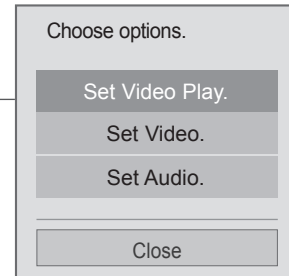 Choose options.
Set Video Play.
Set Video.
Set Audio.
Close